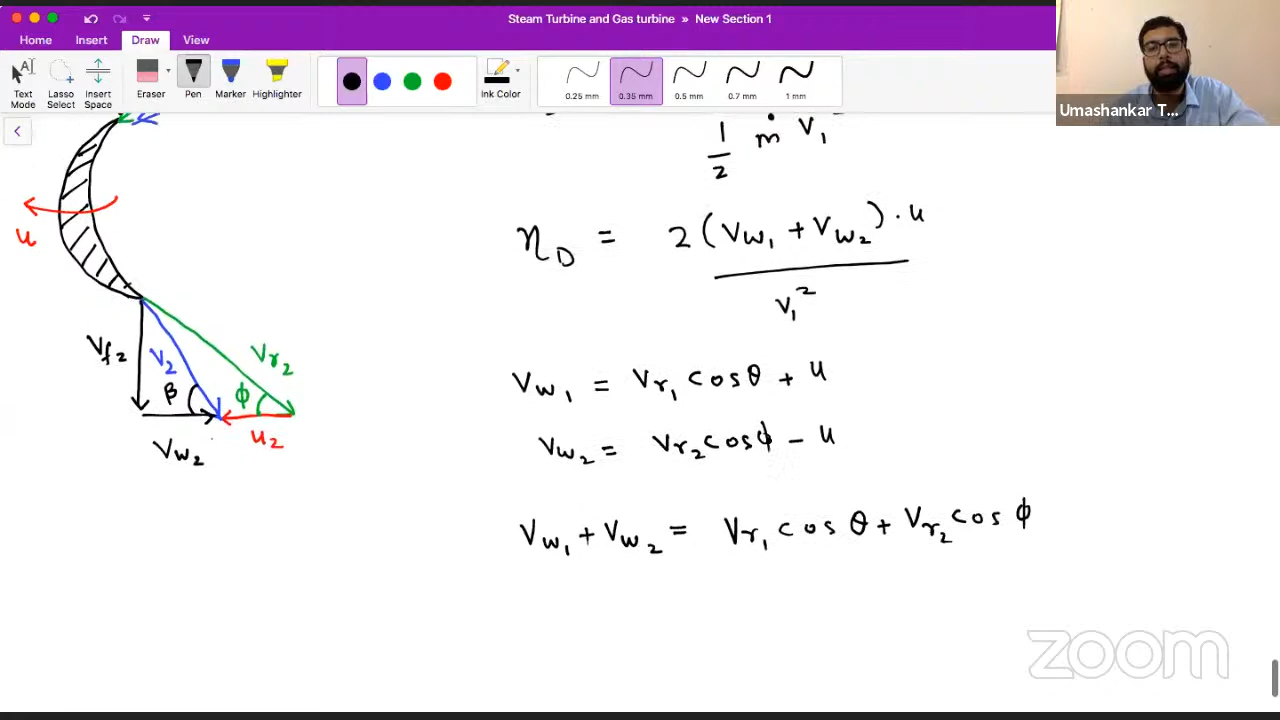 Steam Turbine and Gas turbine » New Section 1
Home Insert Draw View
Text Mode
Lasso Select
Insert Space
Eraser
Pen
Marker
Highlighter
Ink Color
0.25 mm
0.35 mm
0.5 mm
0.7 mm
1 mm
Umashankar T...
1/2 ṁ V₁
η_D = 2(Vw₁ + Vw₂)·u / V₁²
u
Vf₂
V₂
Vr₂
β
ϕ
u₂
Vw₂
Vw₁ = Vr₁ cosθ + u
Vw₂ = Vr₂ cosϕ − u
Vw₁ + Vw₂ = Vr₁ cos θ + Vr₂ cos ϕ
zoom